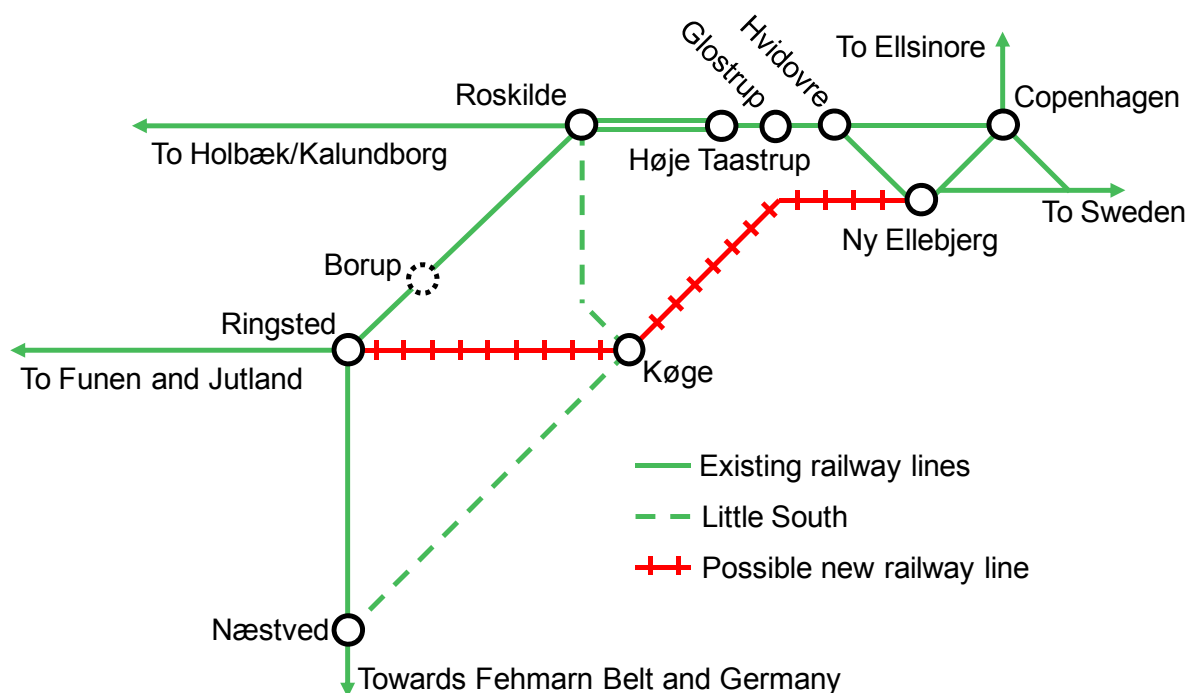 To Ellsinore
Hvidovre
Glostrup
Roskilde
Copenhagen
To Holbæk/Kalundborg
Høje Taastrup
To Sweden
Ny Ellebjerg
Borup
Ringsted
To Funen and Jutland
Køge
Existing railway lines
Little South
Possible new railway line
Næstved
Towards Fehmarn Belt and Germany